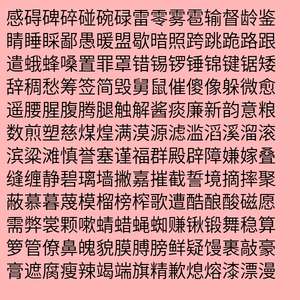 感碍碑碎碰碗碌雷零雾雹输督龄鉴
睛睡睬鄙愚暖盟歇暗照跨跳跪路跟
遣蛾蜂嗓置罪罩错锡锣锤锦键锯矮
辞稠愁筹签简毁舅鼠催傻像躲微愈
遥腰腥腹腾腿触解酱痰廉新韵意粮
数煎塑慈煤煌满漠源滤滥滔溪溜滚
滨粱滩慎誉塞谨福群殿辟障嫌嫁叠
缝缠静碧璃墙撇嘉摧截誓境摘摔聚
蔽慕暮蔑模榴榜榨歌遭酷酿酸磁愿
需弊裳颗嗽蜻蜡蝇蜘赚锹锻舞稳算
箩管僚鼻魄貌膜膊膀鲜疑馒裹敲豪
膏遮腐瘦辣竭端旗精歉熄熔漆漂漫